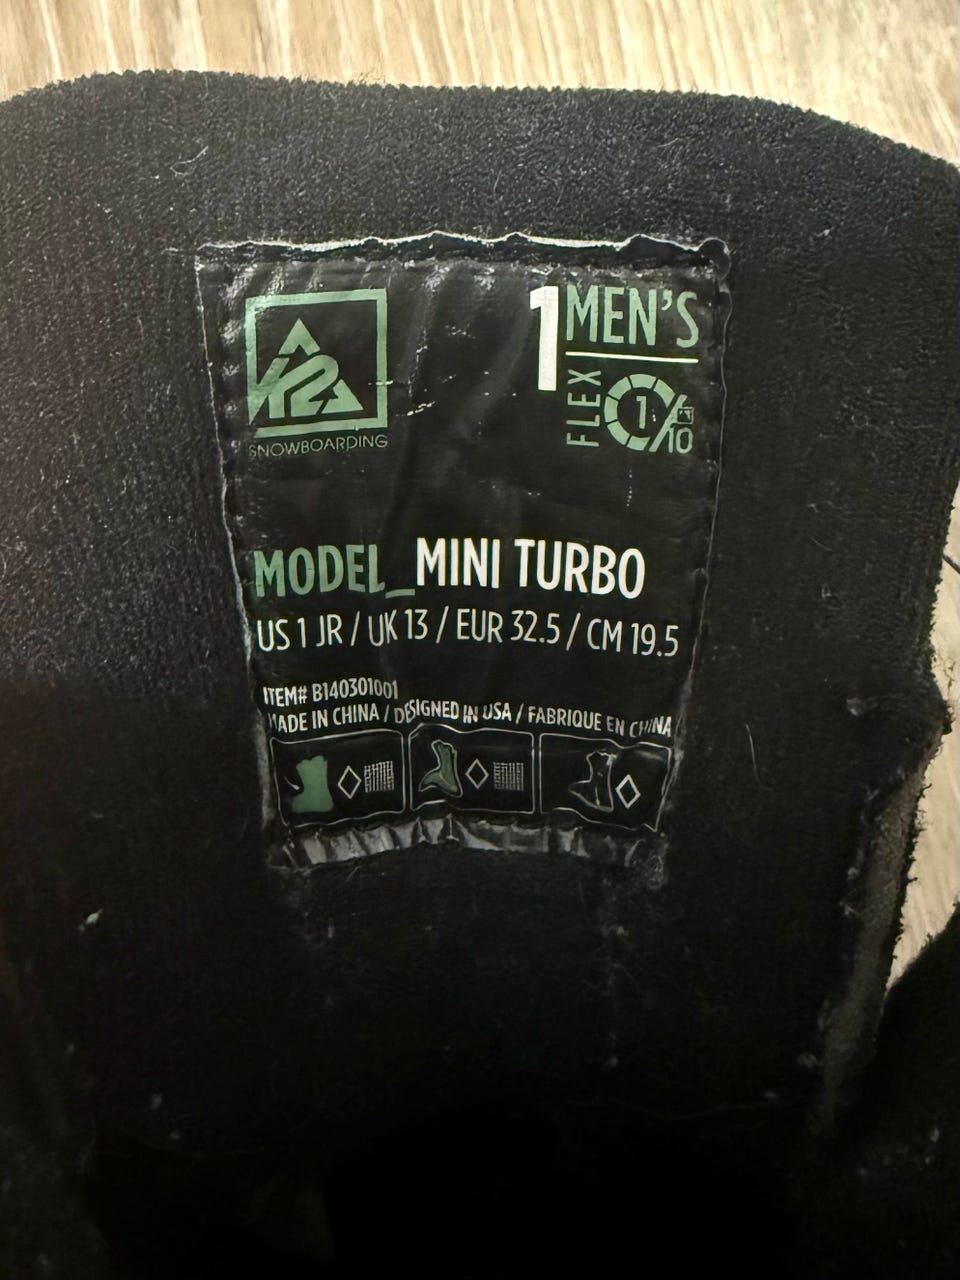 K2
SNOWBOARDING
1 MEN'S
FLEX 1/10
MODEL_MINI TURBO
US 1 JR / UK 13 / EUR 32.5 / CM 19.5
ITEM# B140301001
MADE IN CHINA / DESIGNED IN USA / FABRIQUE EN CHINA